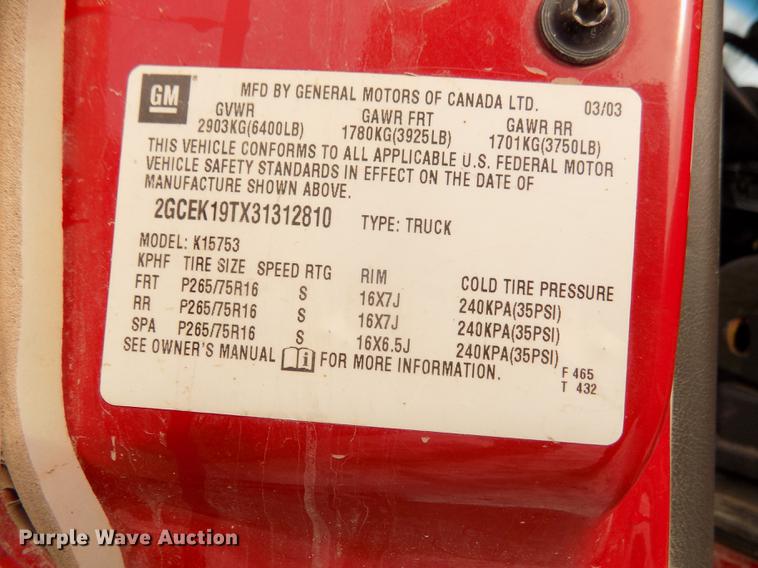 GM
MFD BY GENERAL MOTORS OF CANADA LTD. 03/03
GVWR GAWR FRT GAWR RR
2903KG(6400LB) 1780KG(3925LB) 1701KG(3750LB)
THIS VEHICLE CONFORMS TO ALL APPLICABLE U.S. FEDERAL MOTOR
VEHICLE SAFETY STANDARDS IN EFFECT ON THE DATE OF
MANUFACTURE SHOWN ABOVE.
2GCEK19TX31312810 TYPE: TRUCK
MODEL: K15753
KPHF TIRE SIZE SPEED RTG RIM COLD TIRE PRESSURE
FRT P265/75R16 S 16X7J 240KPA(35PSI)
RR P265/75R16 S 16X7J 240KPA(35PSI)
SPA P265/75R16 S 16X6.5J 240KPA(35PSI)
SEE OWNER'S MANUAL FOR MORE INFORMATION.
F 465
T 432
Purple Wave Auction